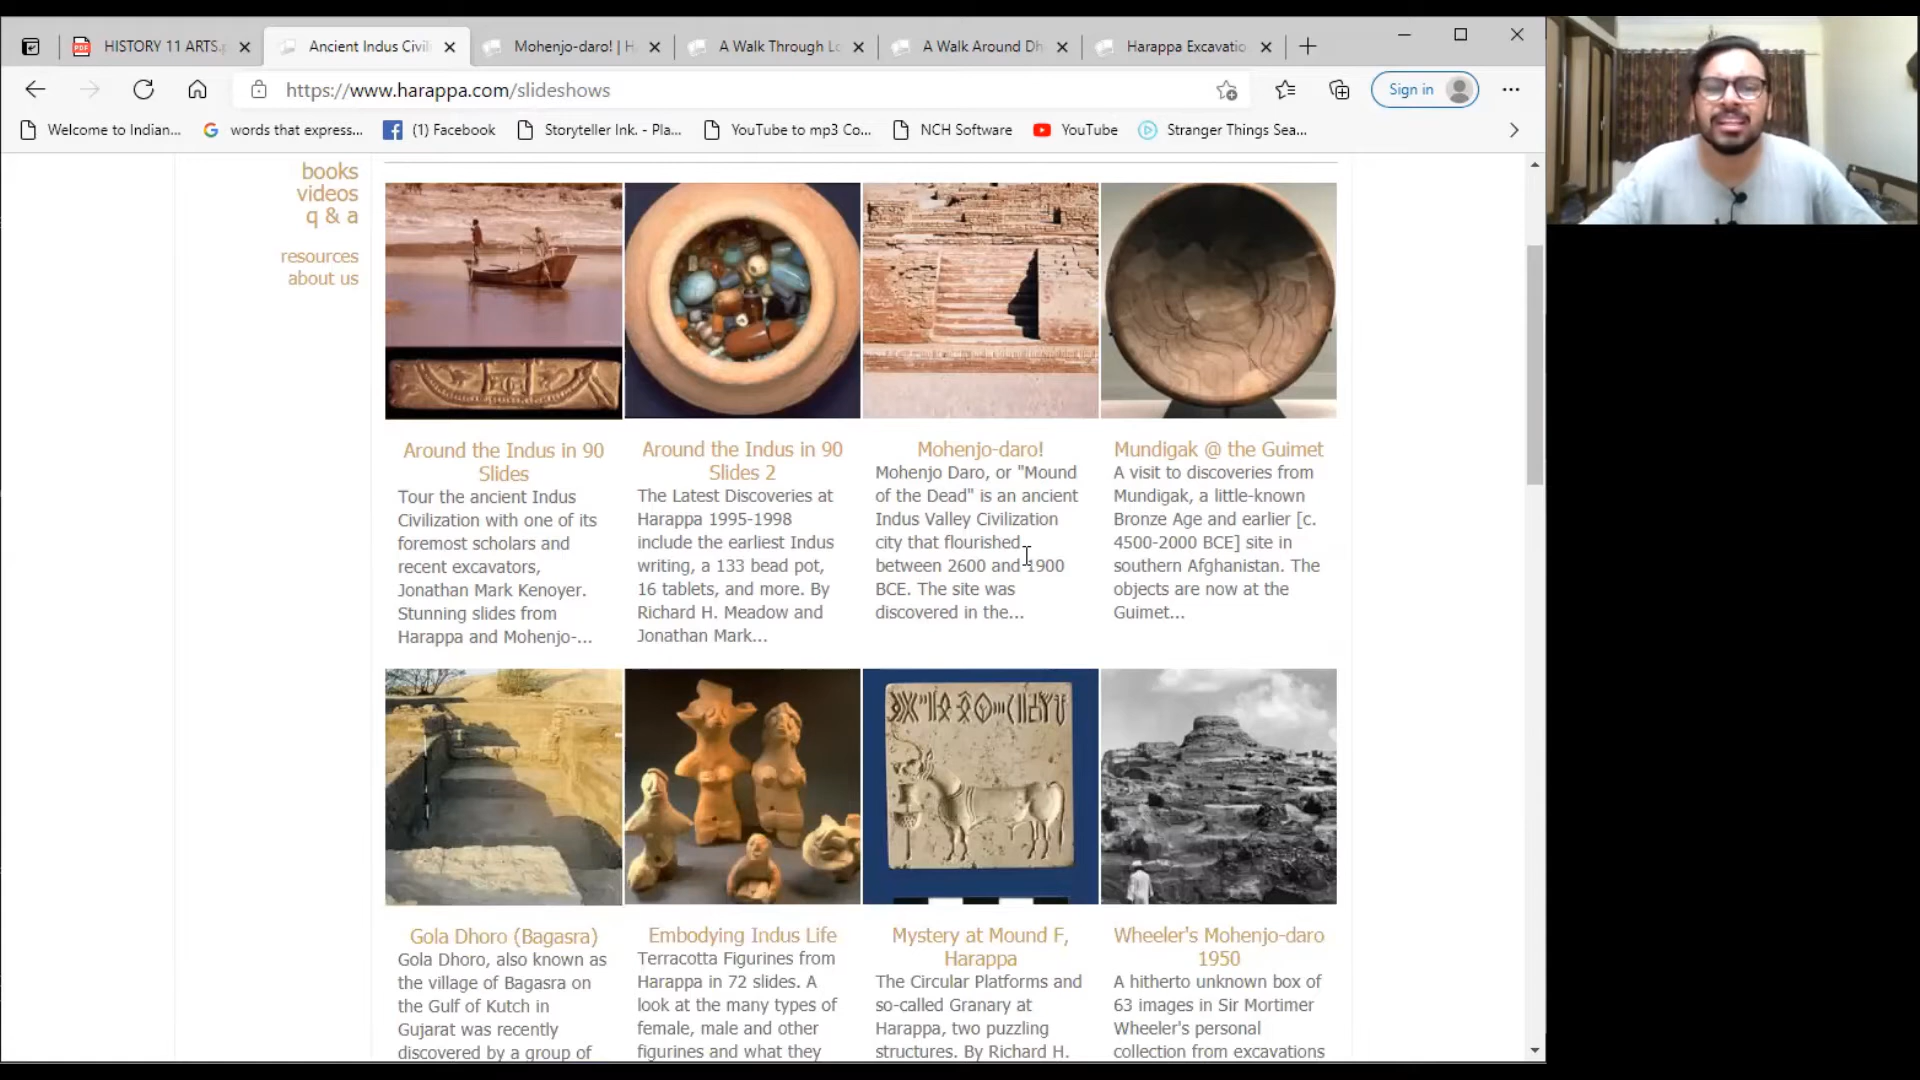 HISTORY 11 ARTS.p
Ancient Indus Civil
Mohenjo-daro! | H
A Walk Through Lo
A Walk Around Dh
Harappa Excavatio
https://www.harappa.com/slideshows
Sign in
Welcome to Indian...
words that express...
(1) Facebook
Storyteller Ink. - Pla...
YouTube to mp3 Co...
NCH Software
YouTube
Stranger Things Sea...
books
videos
q & a
resources
about us
Around the Indus in 90
Slides
Tour the ancient Indus
Civilization with one of its
foremost scholars and
recent excavators,
Jonathan Mark Kenoyer.
Stunning slides from
Harappa and Mohenjo-...
Around the Indus in 90
Slides 2
The Latest Discoveries at
Harappa 1995-1998
include the earliest Indus
writing, a 133 bead pot,
16 tablets, and more. By
Richard H. Meadow and
Jonathan Mark...
Mohenjo-daro!
Mohenjo Daro, or "Mound
of the Dead" is an ancient
Indus Valley Civilization
city that flourished
between 2600 and 1900
BCE. The site was
discovered in the...
Mundigak @ the Guimet
A visit to discoveries from
Mundigak, a little-known
Bronze Age and earlier [c.
4500-2000 BCE] site in
southern Afghanistan. The
objects are now at the
Guimet...
Gola Dhoro (Bagasra)
Gola Dhoro, also known as
the village of Bagasra on
the Gulf of Kutch in
Gujarat was recently
discovered by a group of
Embodying Indus Life
Terracotta Figurines from
Harappa in 72 slides. A
look at the many types of
female, male and other
figurines and what they
Mystery at Mound F,
Harappa
The Circular Platforms and
so-called Granary at
Harappa, two puzzling
structures. By Richard H.
Wheeler's Mohenjo-daro
1950
A hitherto unknown box of
63 images in Sir Mortimer
Wheeler's personal
collection from excavations